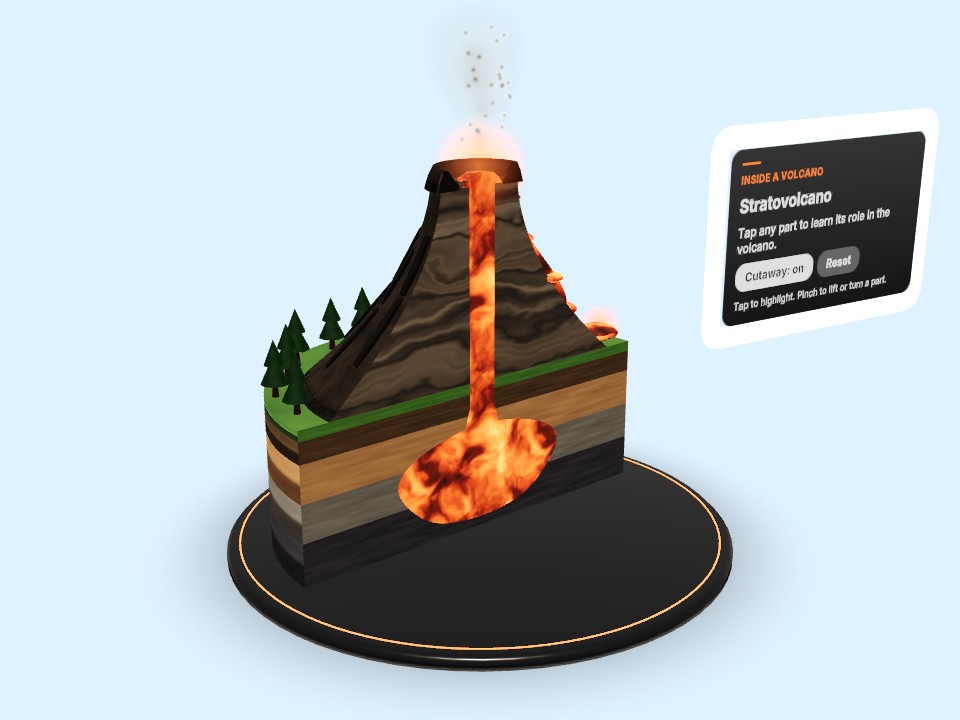 INSIDE A VOLCANO
Stratovolcano
Tap any part to learn its role in the
volcano.
Cutaway: on
Reset
Tap to highlight. Pinch to lift or turn a part.